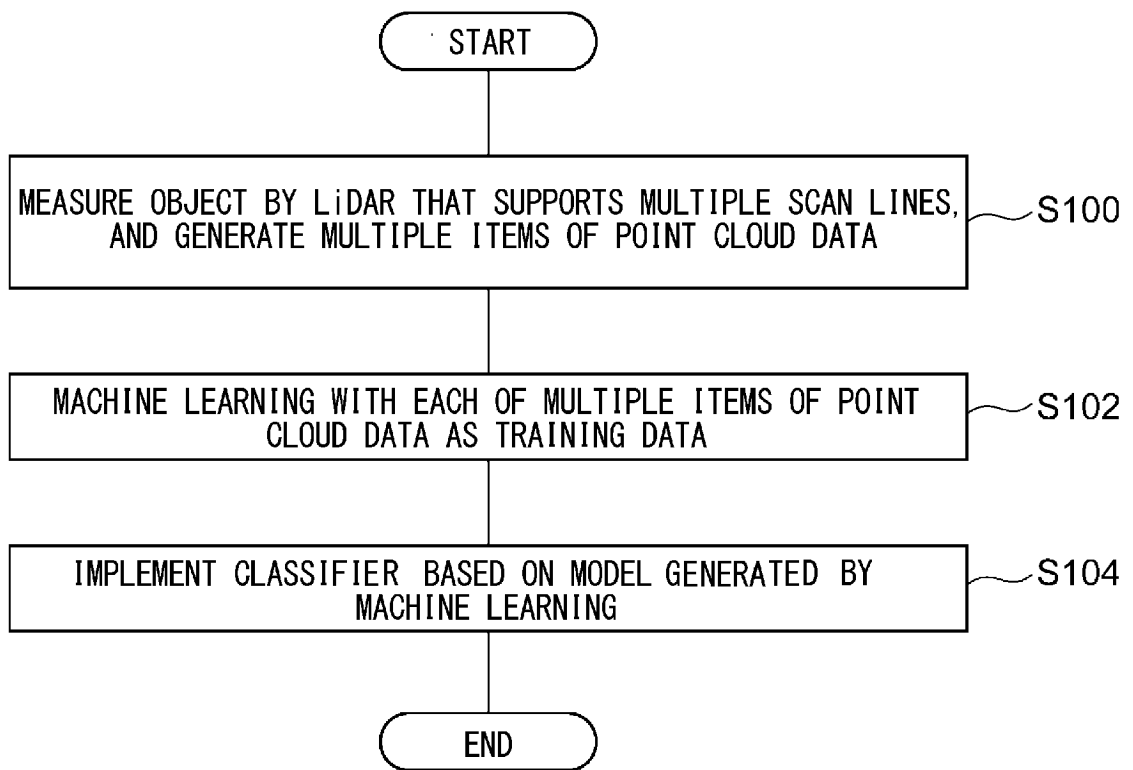 START
MEASURE OBJECT BY LiDAR THAT SUPPORTS MULTIPLE SCAN LINES,
AND GENERATE MULTIPLE ITEMS OF POINT CLOUD DATA
S100
MACHINE LEARNING WITH EACH OF MULTIPLE ITEMS OF POINT
CLOUD DATA AS TRAINING DATA
S102
IMPLEMENT CLASSIFIER BASED ON MODEL GENERATED BY
MACHINE LEARNING
S104
END